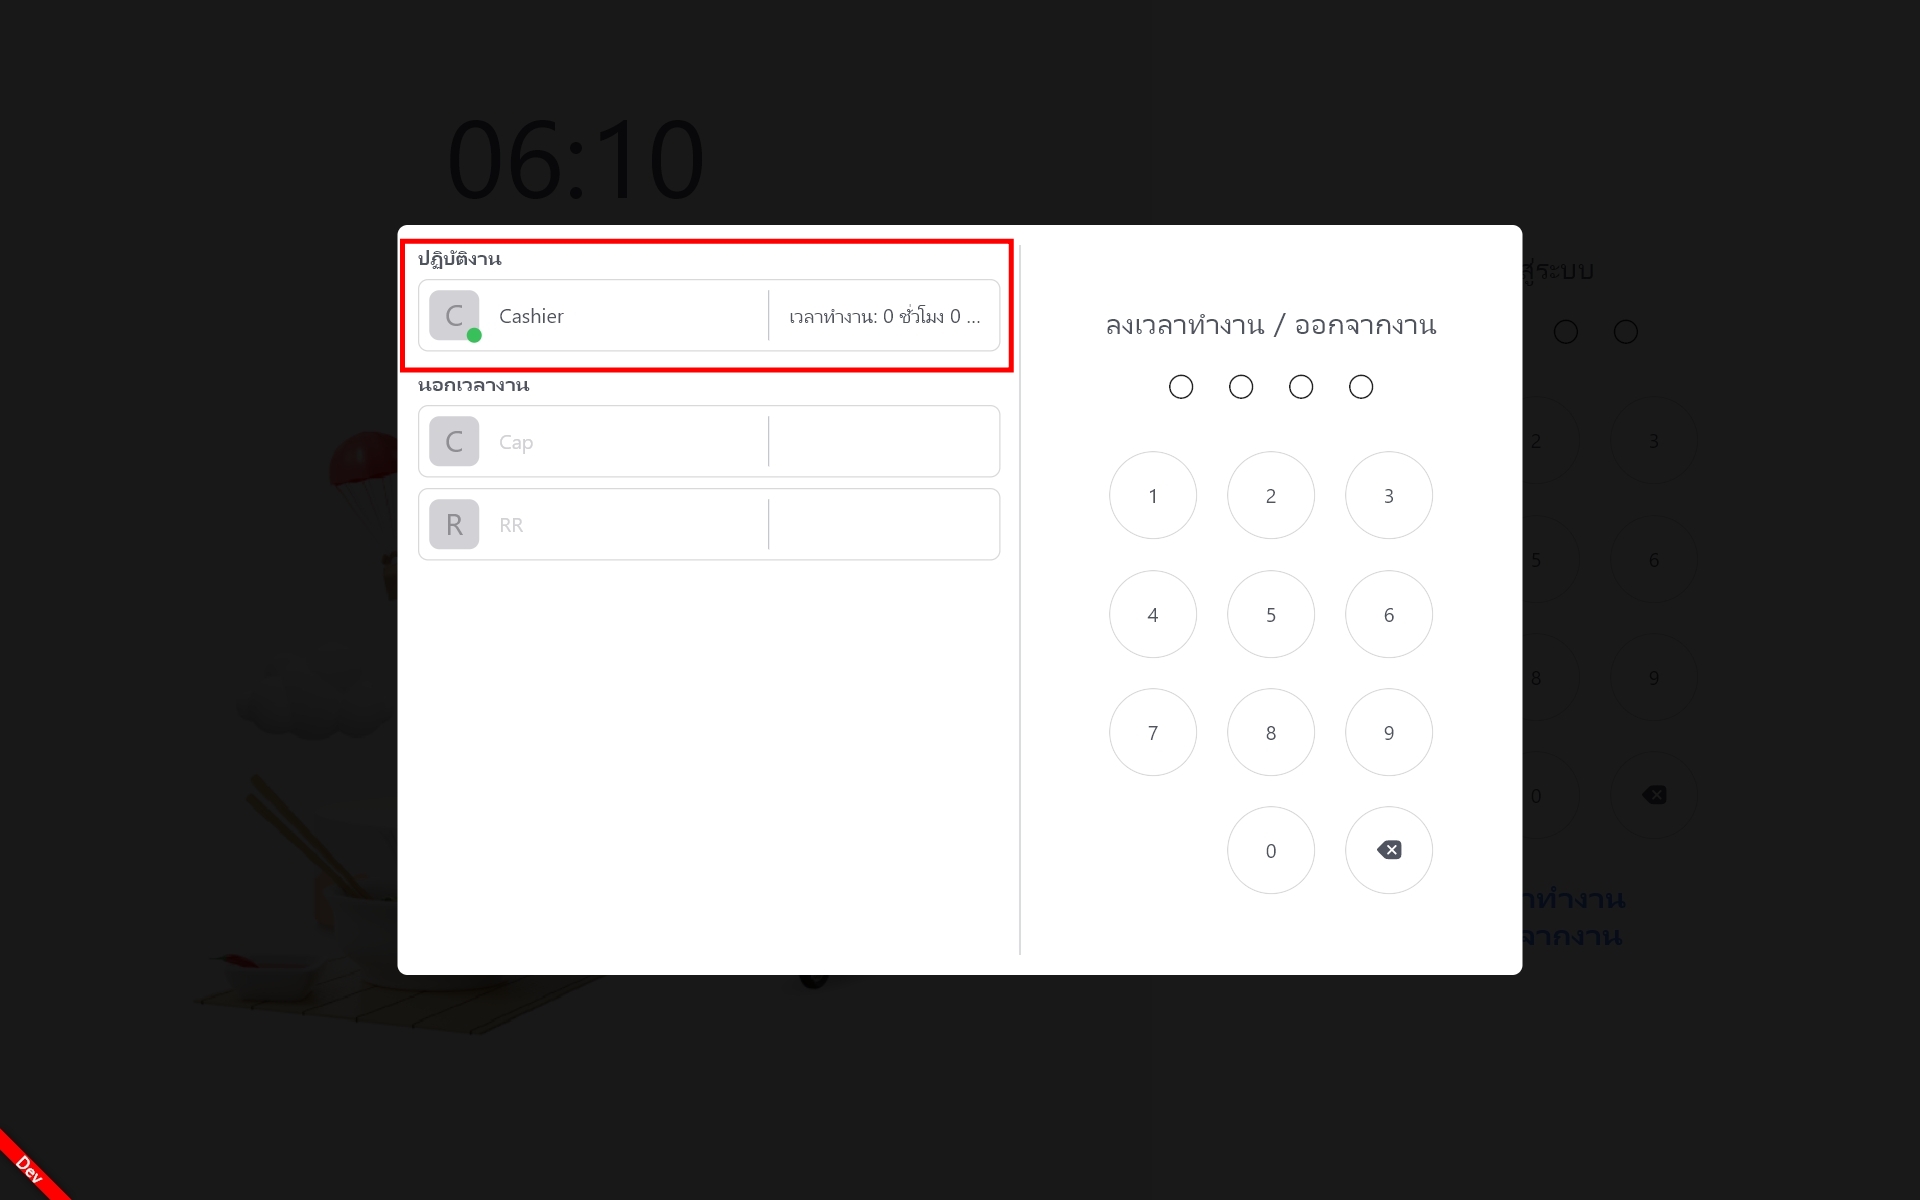 06:10
ปฏิบัติงาน
C
Cashier
เวลาทำงาน: 0 ชั่วโมง 0 ...
นอกเวลางาน
C
Cap
R
RR
ลงเวลาทำงาน / ออกจากงาน
1 2 3
4 5 6
7 8 9
0
สู่ระบบ
2 3
5 6
8 9
0
าทำงาน
จากงาน
Dev